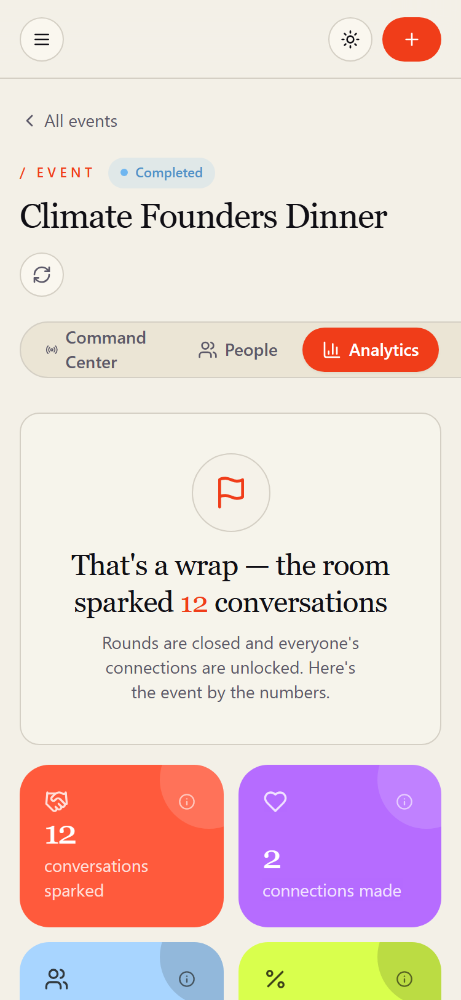 All events
/ EVENT
Completed
Climate Founders Dinner
Command
Center
People
Analytics
That's a wrap — the room
sparked 12 conversations
Rounds are closed and everyone's
connections are unlocked. Here's
the event by the numbers.
12
conversations
sparked
2
connections made